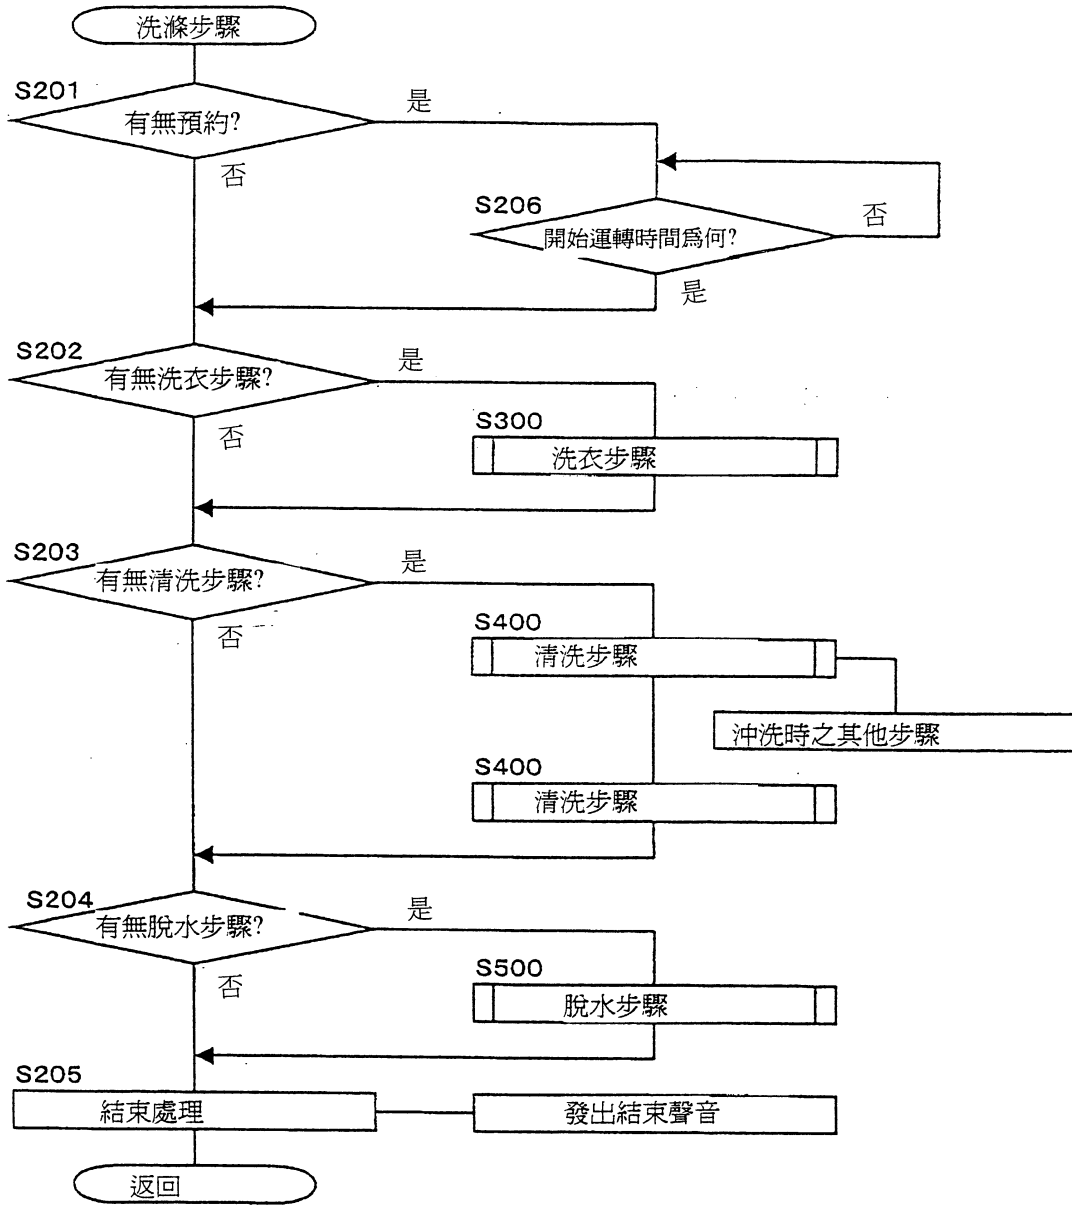 洗滌步驟
S201
有無預約?
是
否
S206
開始運轉時間爲何?
否
是
S202
有無洗衣步驟?
是
否
S300
洗衣步驟
S203
有無清洗步驟?
是
否
S400
清洗步驟
沖洗時之其他步驟
S400
清洗步驟
S204
有無脫水步驟?
是
否
S500
脫水步驟
S205
結束處理
發出結束聲音
返回